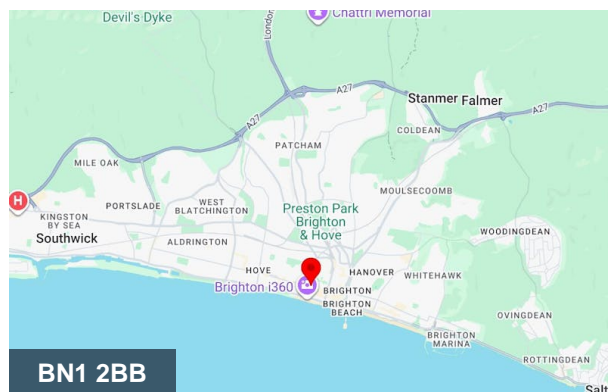 Devil's Dyke
Chattri Memorial
London
A27
Stanmer Falmer
A27
A27
COLDEAN
PATCHAM
MILE OAK
MOULSECOOMB
H
PORTSLADE
WEST
BLATCHINGTON
Preston Park
Brighton
& Hove
KINGSTON
BY SEA
WOODINGDEAN
Southwick
ALDRINGTON
HOVE
HANOVER
WHITEHAWK
Brighton i360
BRIGHTON
BRIGHTON
BEACH
OVINGDEAN
BRIGHTON
MARINA
ROTTINGDEAN
BN1 2BB
Salt